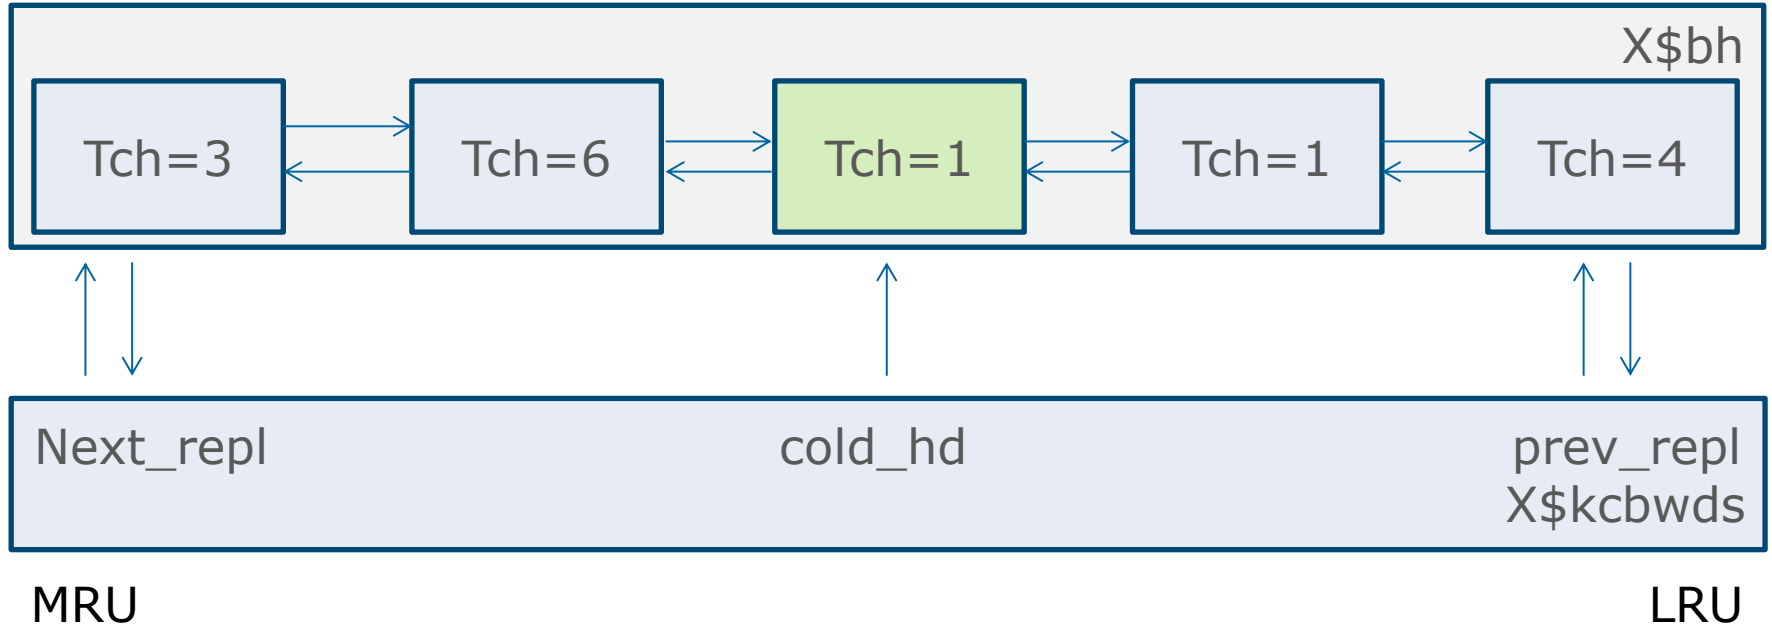 X$bh
Tch=3 Tch=6 Tch=1 Tch=1 Tch=4
Next_repl cold_hd prev_repl
X$kcbwds
MRU LRU